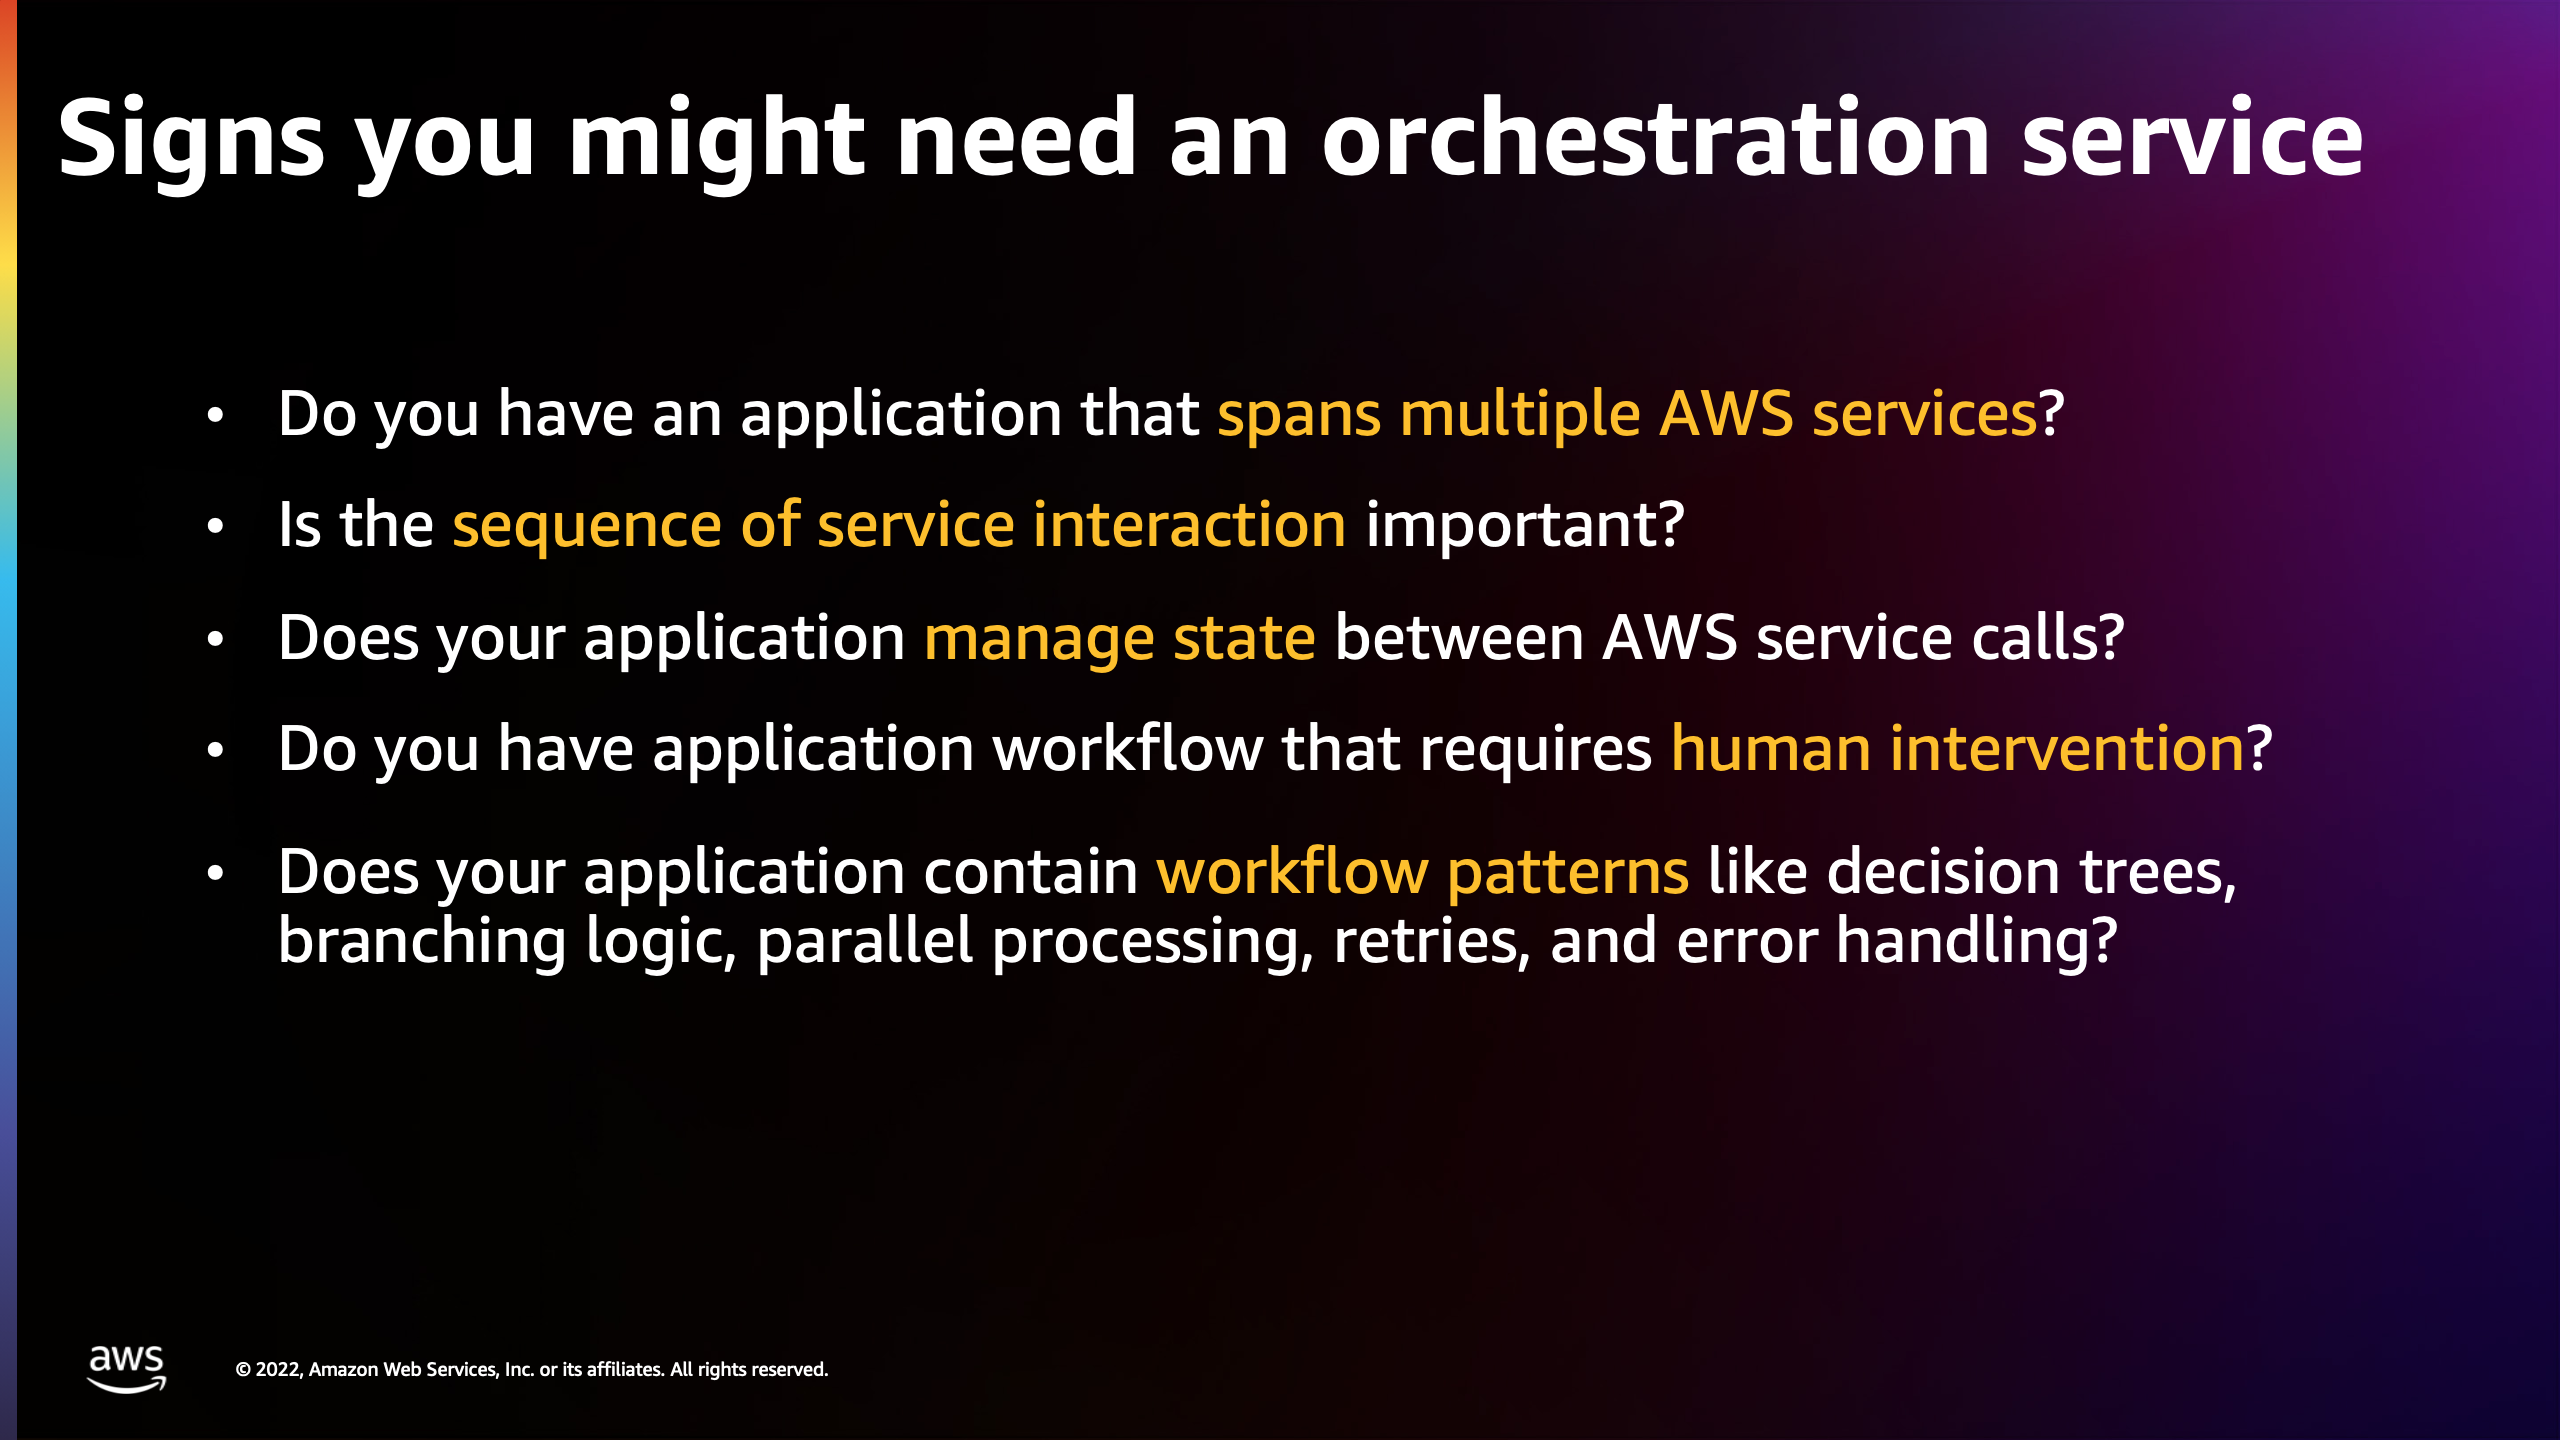 Signs you might need an orchestration service
• Do you have an application that spans multiple AWS services?
• Is the sequence of service interaction important?
• Does your application manage state between AWS service calls?
• Do you have application workflow that requires human intervention?
• Does your application contain workflow patterns like decision trees,
branching logic, parallel processing, retries, and error handling?
aws
© 2022, Amazon Web Services, Inc. or its affiliates. All rights reserved.